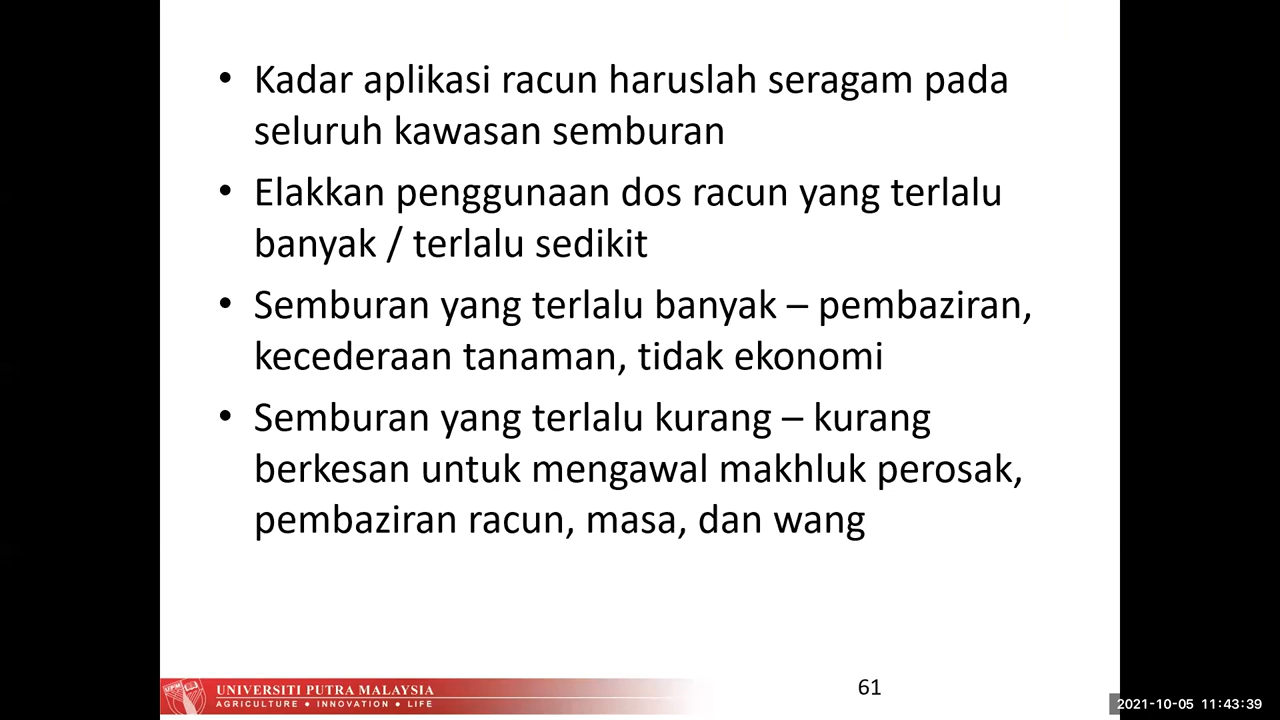 • Kadar aplikasi racun haruslah seragam pada
seluruh kawasan semburan
• Elakkan penggunaan dos racun yang terlalu
banyak / terlalu sedikit
• Semburan yang terlalu banyak – pembaziran,
kecederaan tanaman, tidak ekonomi
• Semburan yang terlalu kurang – kurang
berkesan untuk mengawal makhluk perosak,
pembaziran racun, masa, dan wang
UPM
UNIVERSITI PUTRA MALAYSIA
AGRICULTURE • INNOVATION • LIFE
61
2021-10-05 11:43:39